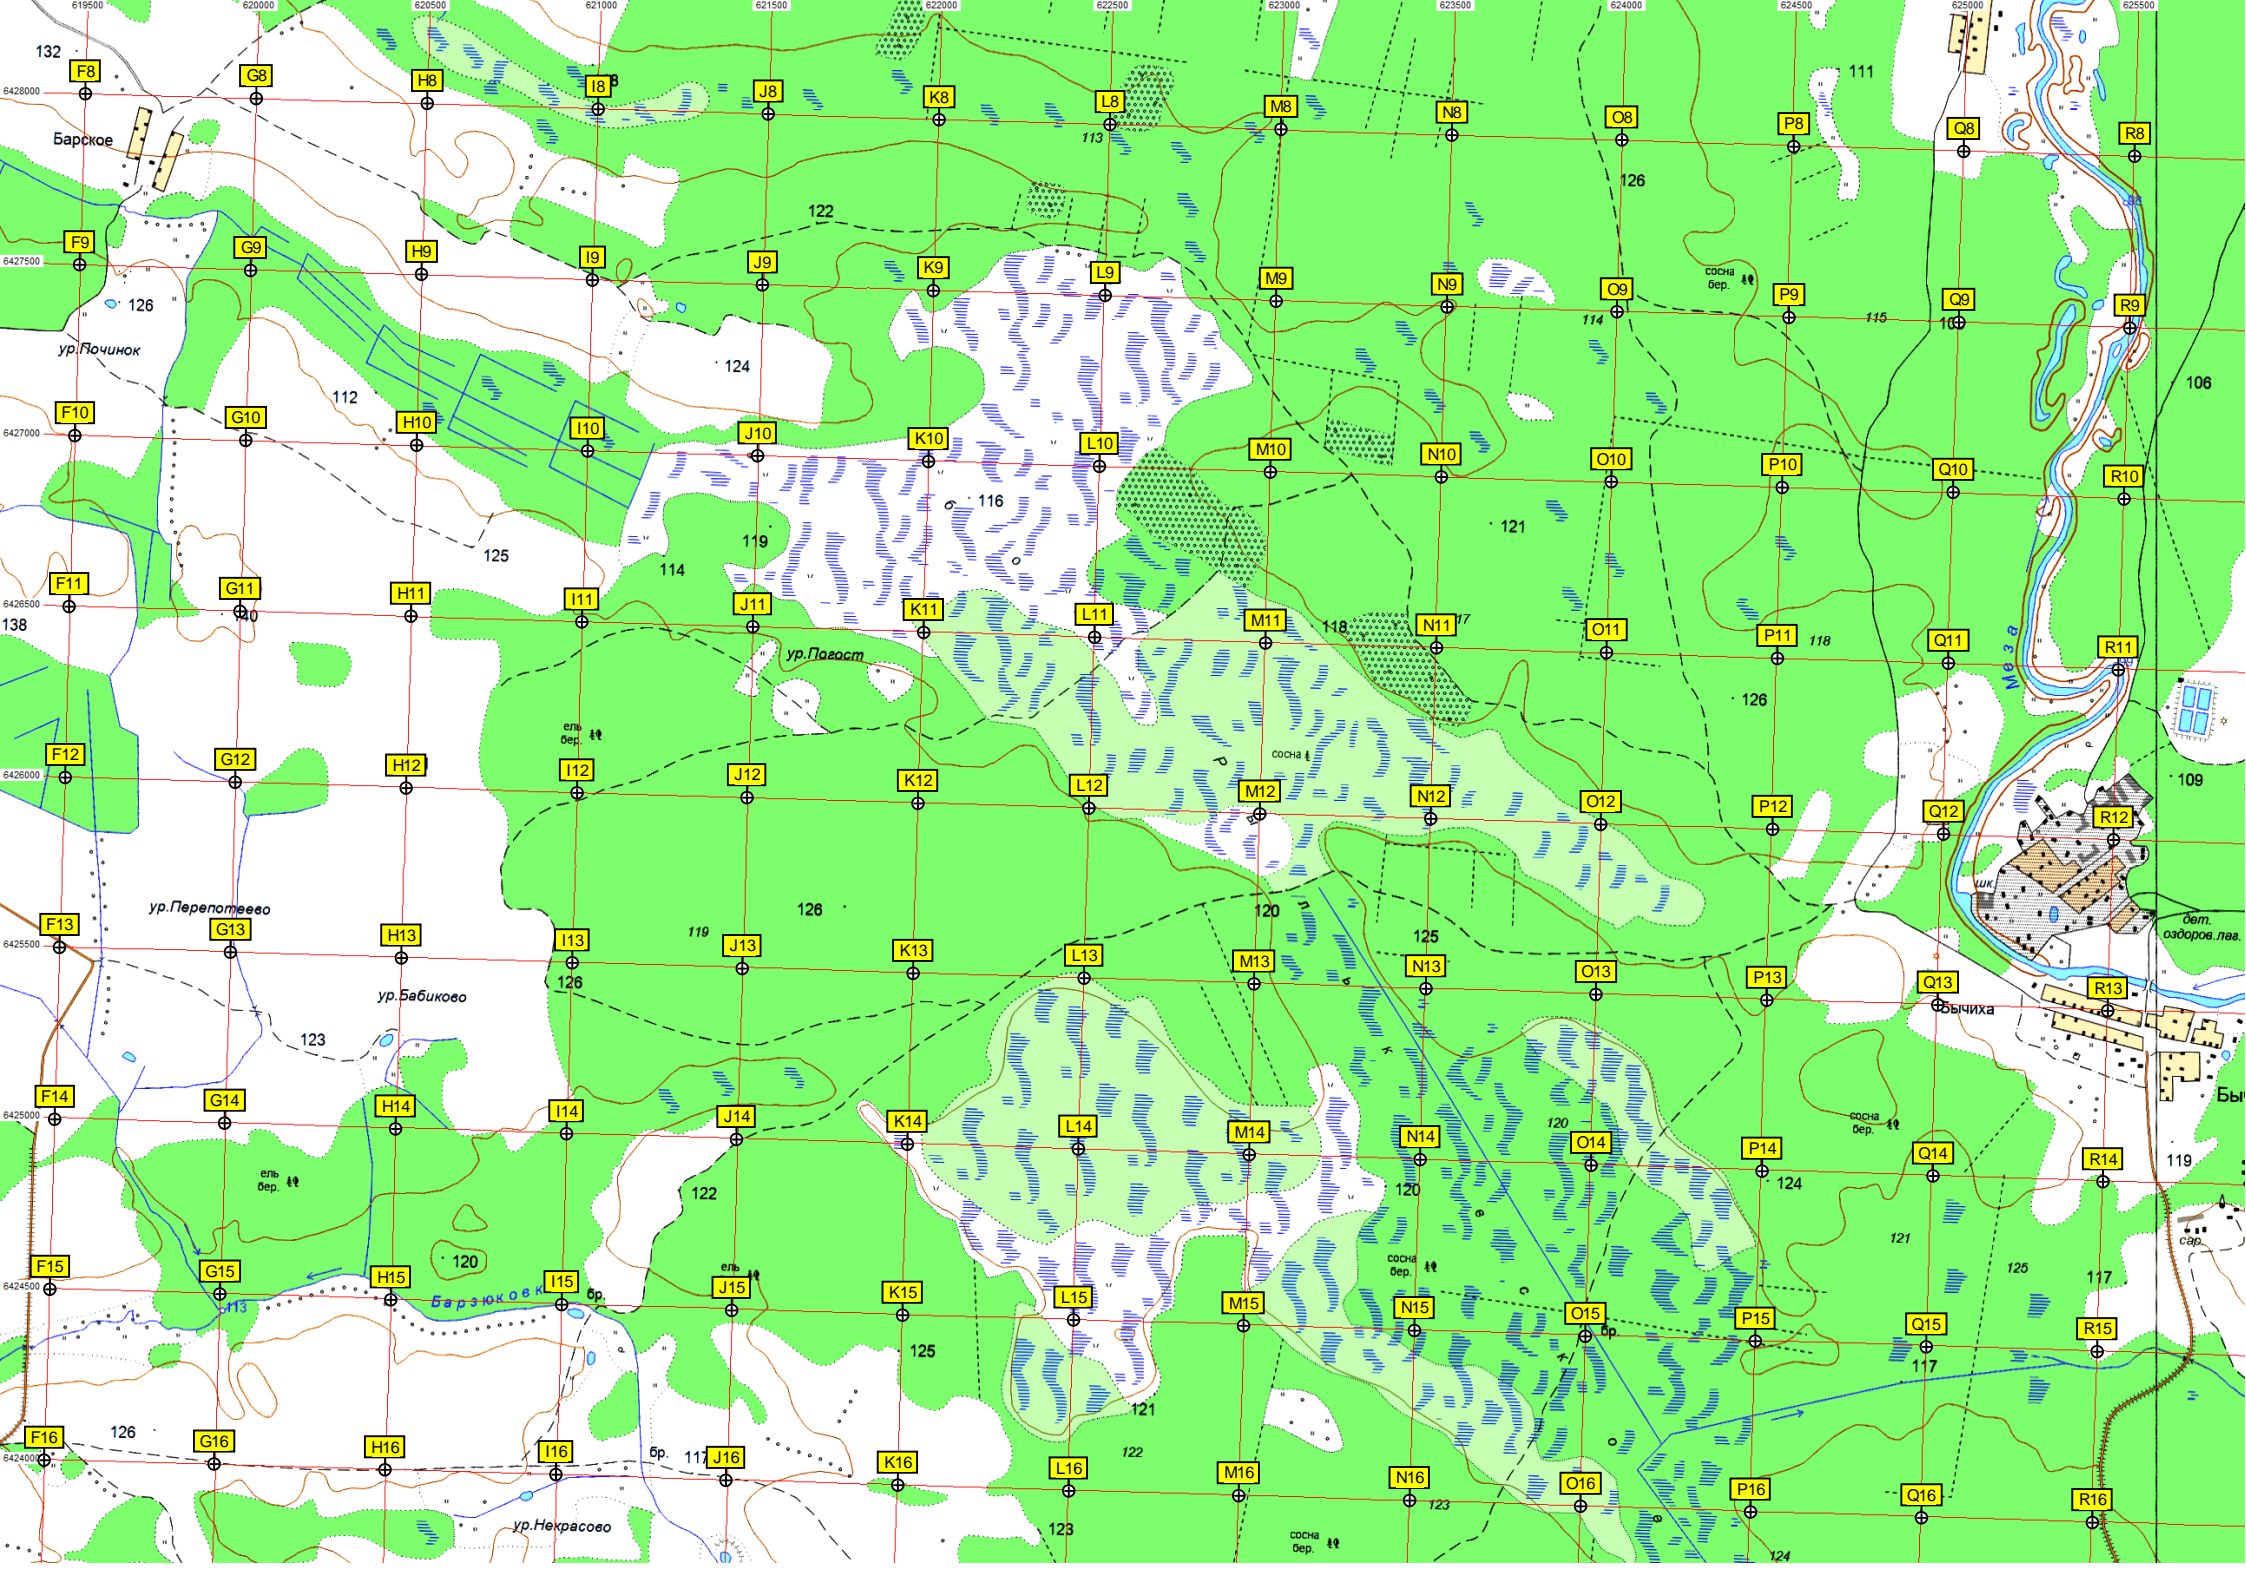 619500 620000 620500 621000 621500 622000 622500 623000 623500 624000 624500 625000 625500
132
111
F8 G8 H8 I8 J8 K8 L8 M8 N8 O8 P8 Q8 R8
6428000
Барское
113
126
98
122
F9 G9 H9 I9 J9 K9 L9 M9 N9 O9 P9 Q9 R9
6427500
сосна
бер.
126
114
115
ур.Починок
124
112
106
F10 G10 H10 I10 J10 K10 L10 M10 N10 O10 P10 Q10 R10
6427000
б
116
121
125
119
о
114
F11 G11 H11 I11 J11 K11 L11 M11 N11 O11 P11 Q11 R11
6426500
140
138
118
17
118
ур.Погост
Меза
99
126
ель
бер.
сосна
Р
F12 G12 H12 I12 J12 K12 L12 M12 N12 O12 P12 Q12 R12
6426000
109
ы
шк.
ур.Перепотеево
126
120
л
дет.
оздоров.лаг.
F13 G13 H13 I13 J13 K13 L13 M13 N13 O13 P13 Q13 R13
6425500
119
125
126
ь
ур.Бабиково
Бычиха
123
к
F14 G14 H14 I14 J14 K14 L14 M14 N14 O14 P14 Q14 R14
6425000
Быч
сосна
бер.
120
119
ель
бер.
122
120
124
е
121
сар.
120
сосна
бер.
125
117
ель
F15 G15 H15 I15 J15 K15 L15 M15 N15 O15 P15 Q15 R15
6424500
с
Барзюковк
бр.
113
бр.
к
125
117
121
126
о
бр.
117
122
F16 G16 H16 I16 J16 K16 L16 M16 N16 O16 P16 Q16 R16
6424000
123
ур.Некрасово
123
сосна
бер.
е
124